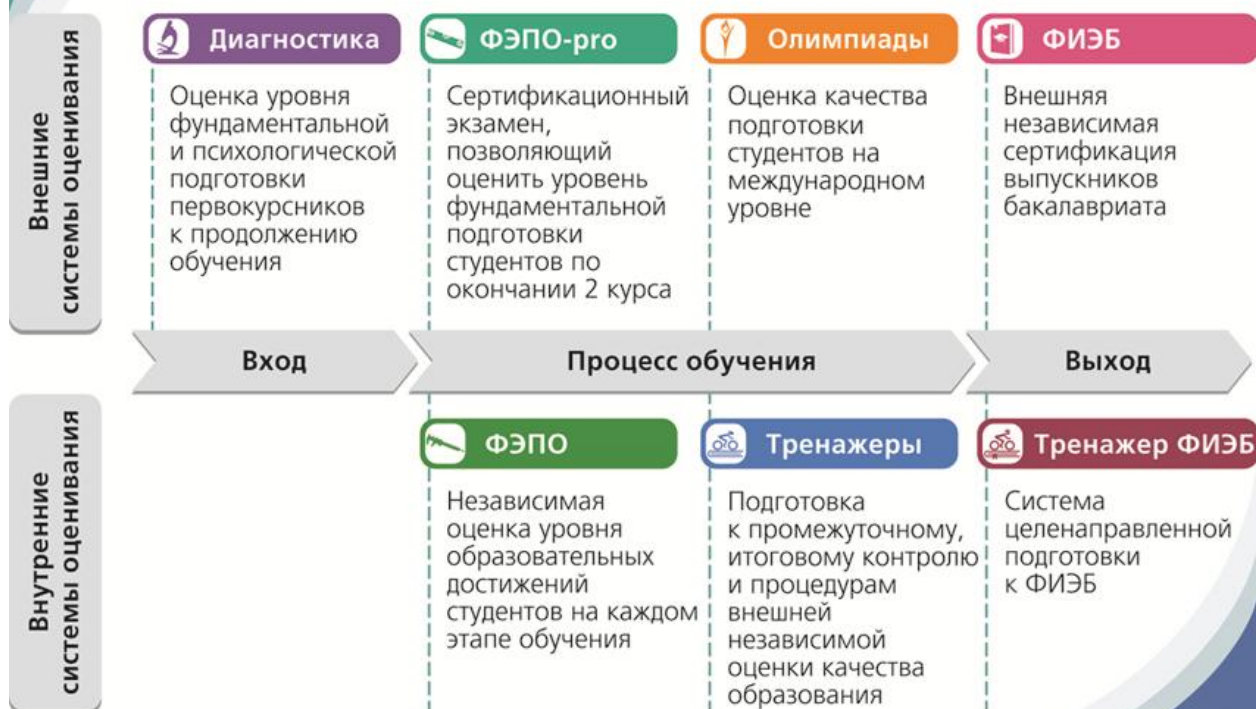 Внешние
системы оценивания
Диагностика
Оценка уровня
фундаментальной
и психологической
подготовки
первокурсников
к продолжению
обучения
ФЭПО-pro
Сертификационный
экзамен,
позволяющий
оценить уровень
фундаментальной
подготовки
студентов по
окончании 2 курса
Олимпиады
Оценка качества
подготовки
студентов на
международном
уровне
ФИЭБ
Внешняя
независимая
сертификация
выпускников
бакалавриата
Вход
Процесс обучения
Выход
Внутренние
системы оценивания
ФЭПО
Независимая
оценка уровня
образовательных
достижений
студентов на каждом
этапе обучения
Тренажеры
Подготовка
к промежуточному,
итоговому контролю
и процедурам
внешней
независимой
оценки качества
образования
Тренажер ФИЭБ
Система
целенаправленной
подготовки
к ФИЭБ